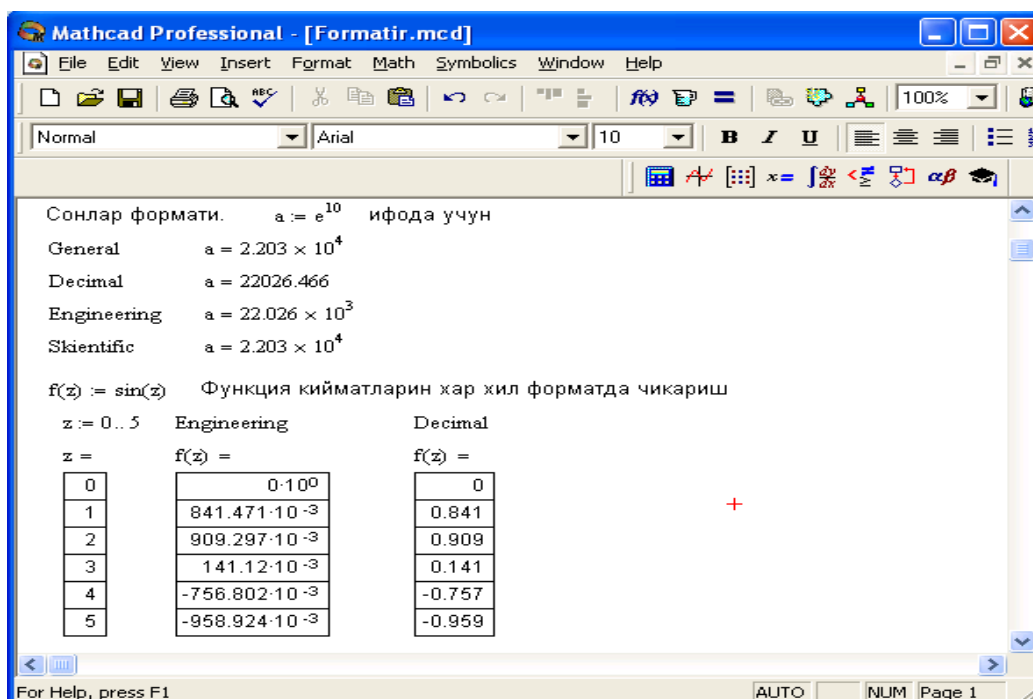 Mathcad Professional - [Formatir.mcd]
File Edit View Insert Format Math Symbolics Window Help
100%
Normal Arial 10 B I U
Сонлар формати. a := e^10 ифода учун
General a = 2.203 × 10^4
Decimal a = 22026.466
Engineering a = 22.026 × 10^3
Skientific a = 2.203 × 10^4
f(z) := sin(z) Функция кийматларин хар хил форматда чикариш
z := 0.. 5 Engineering Decimal
z = f(z) = f(z) =
0 0·10^0 0
1 841.471·10^-3 0.841
2 909.297·10^-3 0.909
3 141.12·10^-3 0.141
4 -756.802·10^-3 -0.757
5 -958.924·10^-3 -0.959
For Help, press F1 AUTO NUM Page 1